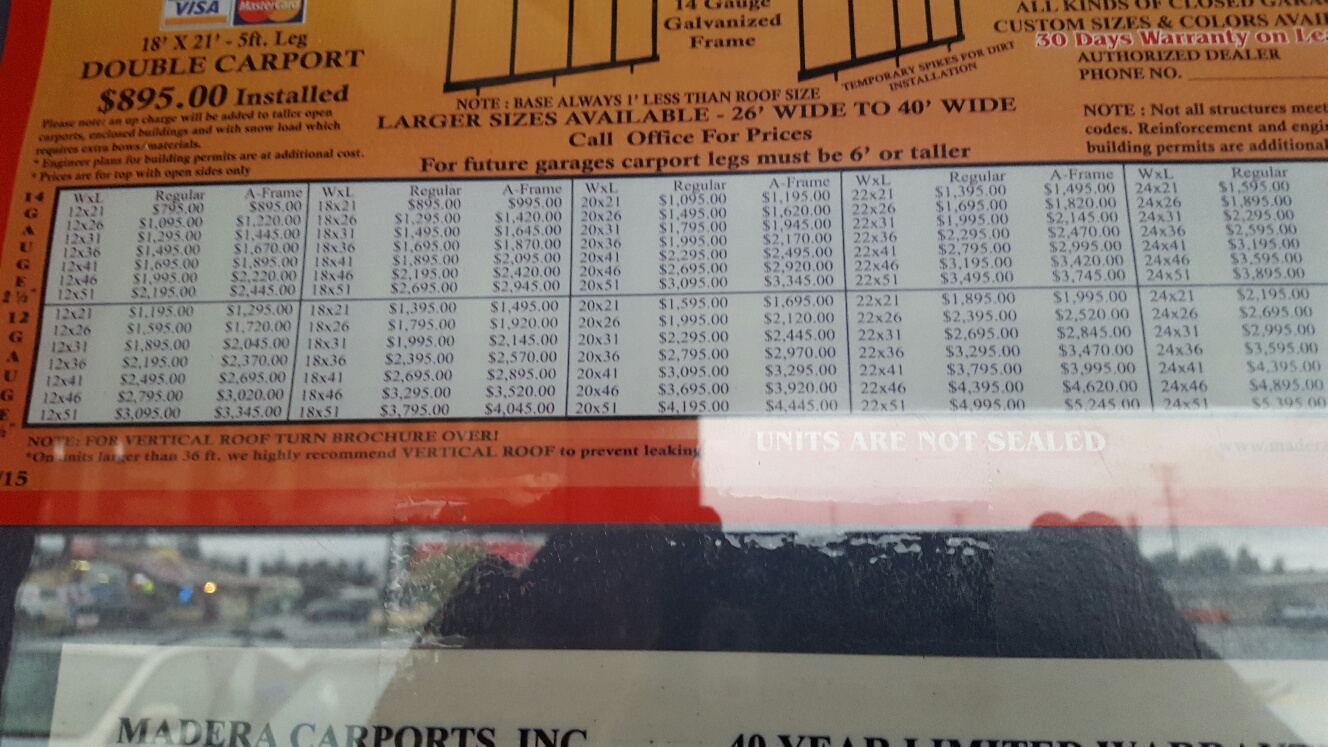 VISA MasterCard
18' X 21' - 5ft. Leg
DOUBLE CARPORT
$895.00 Installed
Please note: an up charge will be added to taller open
carports, enclosed buildings and with snow load which
requires extra bows/materials.
* Engineer plans for building permits are at additional cost.
* Prices are for top with open sides only
14 Gauge
Galvanized
Frame
TEMPORARY SPIKES FOR DIRT
INSTALLATION
NOTE : BASE ALWAYS 1' LESS THAN ROOF SIZE
LARGER SIZES AVAILABLE - 26' WIDE TO 40' WIDE
Call Office For Prices
For future garages carport legs must be 6' or taller
ALL KINDS OF CLOSED
CUSTOM SIZES & COLORS
30 Days Warranty on
AUTHORIZED DEALER
PHONE NO.
NOTE : Not all structures meet
codes. Reinforcement and
building permits are additional
14 GAUGE 2 ½"
WxL Regular A-Frame WxL Regular A-Frame WxL Regular A-Frame WxL Regular A-Frame WxL Regular
12x21 $795.00 $895.00 18x21 $895.00 $995.00 20x21 $1,095.00 $1,195.00 22x21 $1,395.00 $1,495.00 24x21 $1,595.00
12x26 $1,095.00 $1,220.00 18x26 $1,295.00 $1,420.00 20x26 $1,495.00 $1,620.00 22x26 $1,695.00 $1,820.00 24x26 $1,895.00
12x31 $1,295.00 $1,445.00 18x31 $1,495.00 $1,645.00 20x31 $1,795.00 $1,945.00 22x31 $1,995.00 $2,145.00 24x31 $2,295.00
12x36 $1,495.00 $1,670.00 18x36 $1,695.00 $1,870.00 20x36 $1,995.00 $2,170.00 22x36 $2,295.00 $2,470.00 24x36 $2,595.00
12x41 $1,695.00 $1,895.00 18x41 $1,895.00 $2,095.00 20x41 $2,295.00 $2,495.00 22x41 $2,795.00 $2,995.00 24x41 $3,195.00
12x46 $1,995.00 $2,220.00 18x46 $2,195.00 $2,420.00 20x46 $2,695.00 $2,920.00 22x46 $3,195.00 $3,420.00 24x46 $3,595.00
12x51 $2,195.00 $2,445.00 18x51 $2,695.00 $2,945.00 20x51 $3,095.00 $3,345.00 22x51 $3,495.00 $3,745.00 24x51 $3,895.00
12 GAUGE
12x21 $1,195.00 $1,295.00 18x21 $1,395.00 $1,495.00 20x21 $1,595.00 $1,695.00 22x21 $1,895.00 $1,995.00 24x21 $2,195.00
12x26 $1,595.00 $1,720.00 18x26 $1,795.00 $1,920.00 20x26 $1,995.00 $2,120.00 22x26 $2,395.00 $2,520.00 24x26 $2,695.00
12x31 $1,895.00 $2,045.00 18x31 $1,995.00 $2,145.00 20x31 $2,295.00 $2,445.00 22x31 $2,695.00 $2,845.00 24x31 $2,995.00
12x36 $2,195.00 $2,370.00 18x36 $2,395.00 $2,570.00 20x36 $2,795.00 $2,970.00 22x36 $3,295.00 $3,470.00 24x36 $3,595.00
12x41 $2,495.00 $2,695.00 18x41 $2,695.00 $2,895.00 20x41 $3,095.00 $3,295.00 22x41 $3,795.00 $3,995.00 24x41 $4,395.00
12x46 $2,795.00 $3,020.00 18x46 $3,295.00 $3,520.00 20x46 $3,695.00 $3,920.00 22x46 $4,395.00 $4,620.00 24x46 $4,895.00
12x51 $3,095.00 $3,345.00 18x51 $3,795.00 $4,045.00 20x51 $4,195.00 $4,445.00 22x51 $4,995.00 $5,245.00 24x51 $5,395.00
NOTE: FOR VERTICAL ROOF TURN BROCHURE OVER!
*On units larger than 36 ft. we highly recommend VERTICAL ROOF to prevent leaking
UNITS ARE NOT SEALED
/15
MADERA CARPORTS, INC
40 YEAR LIMITED